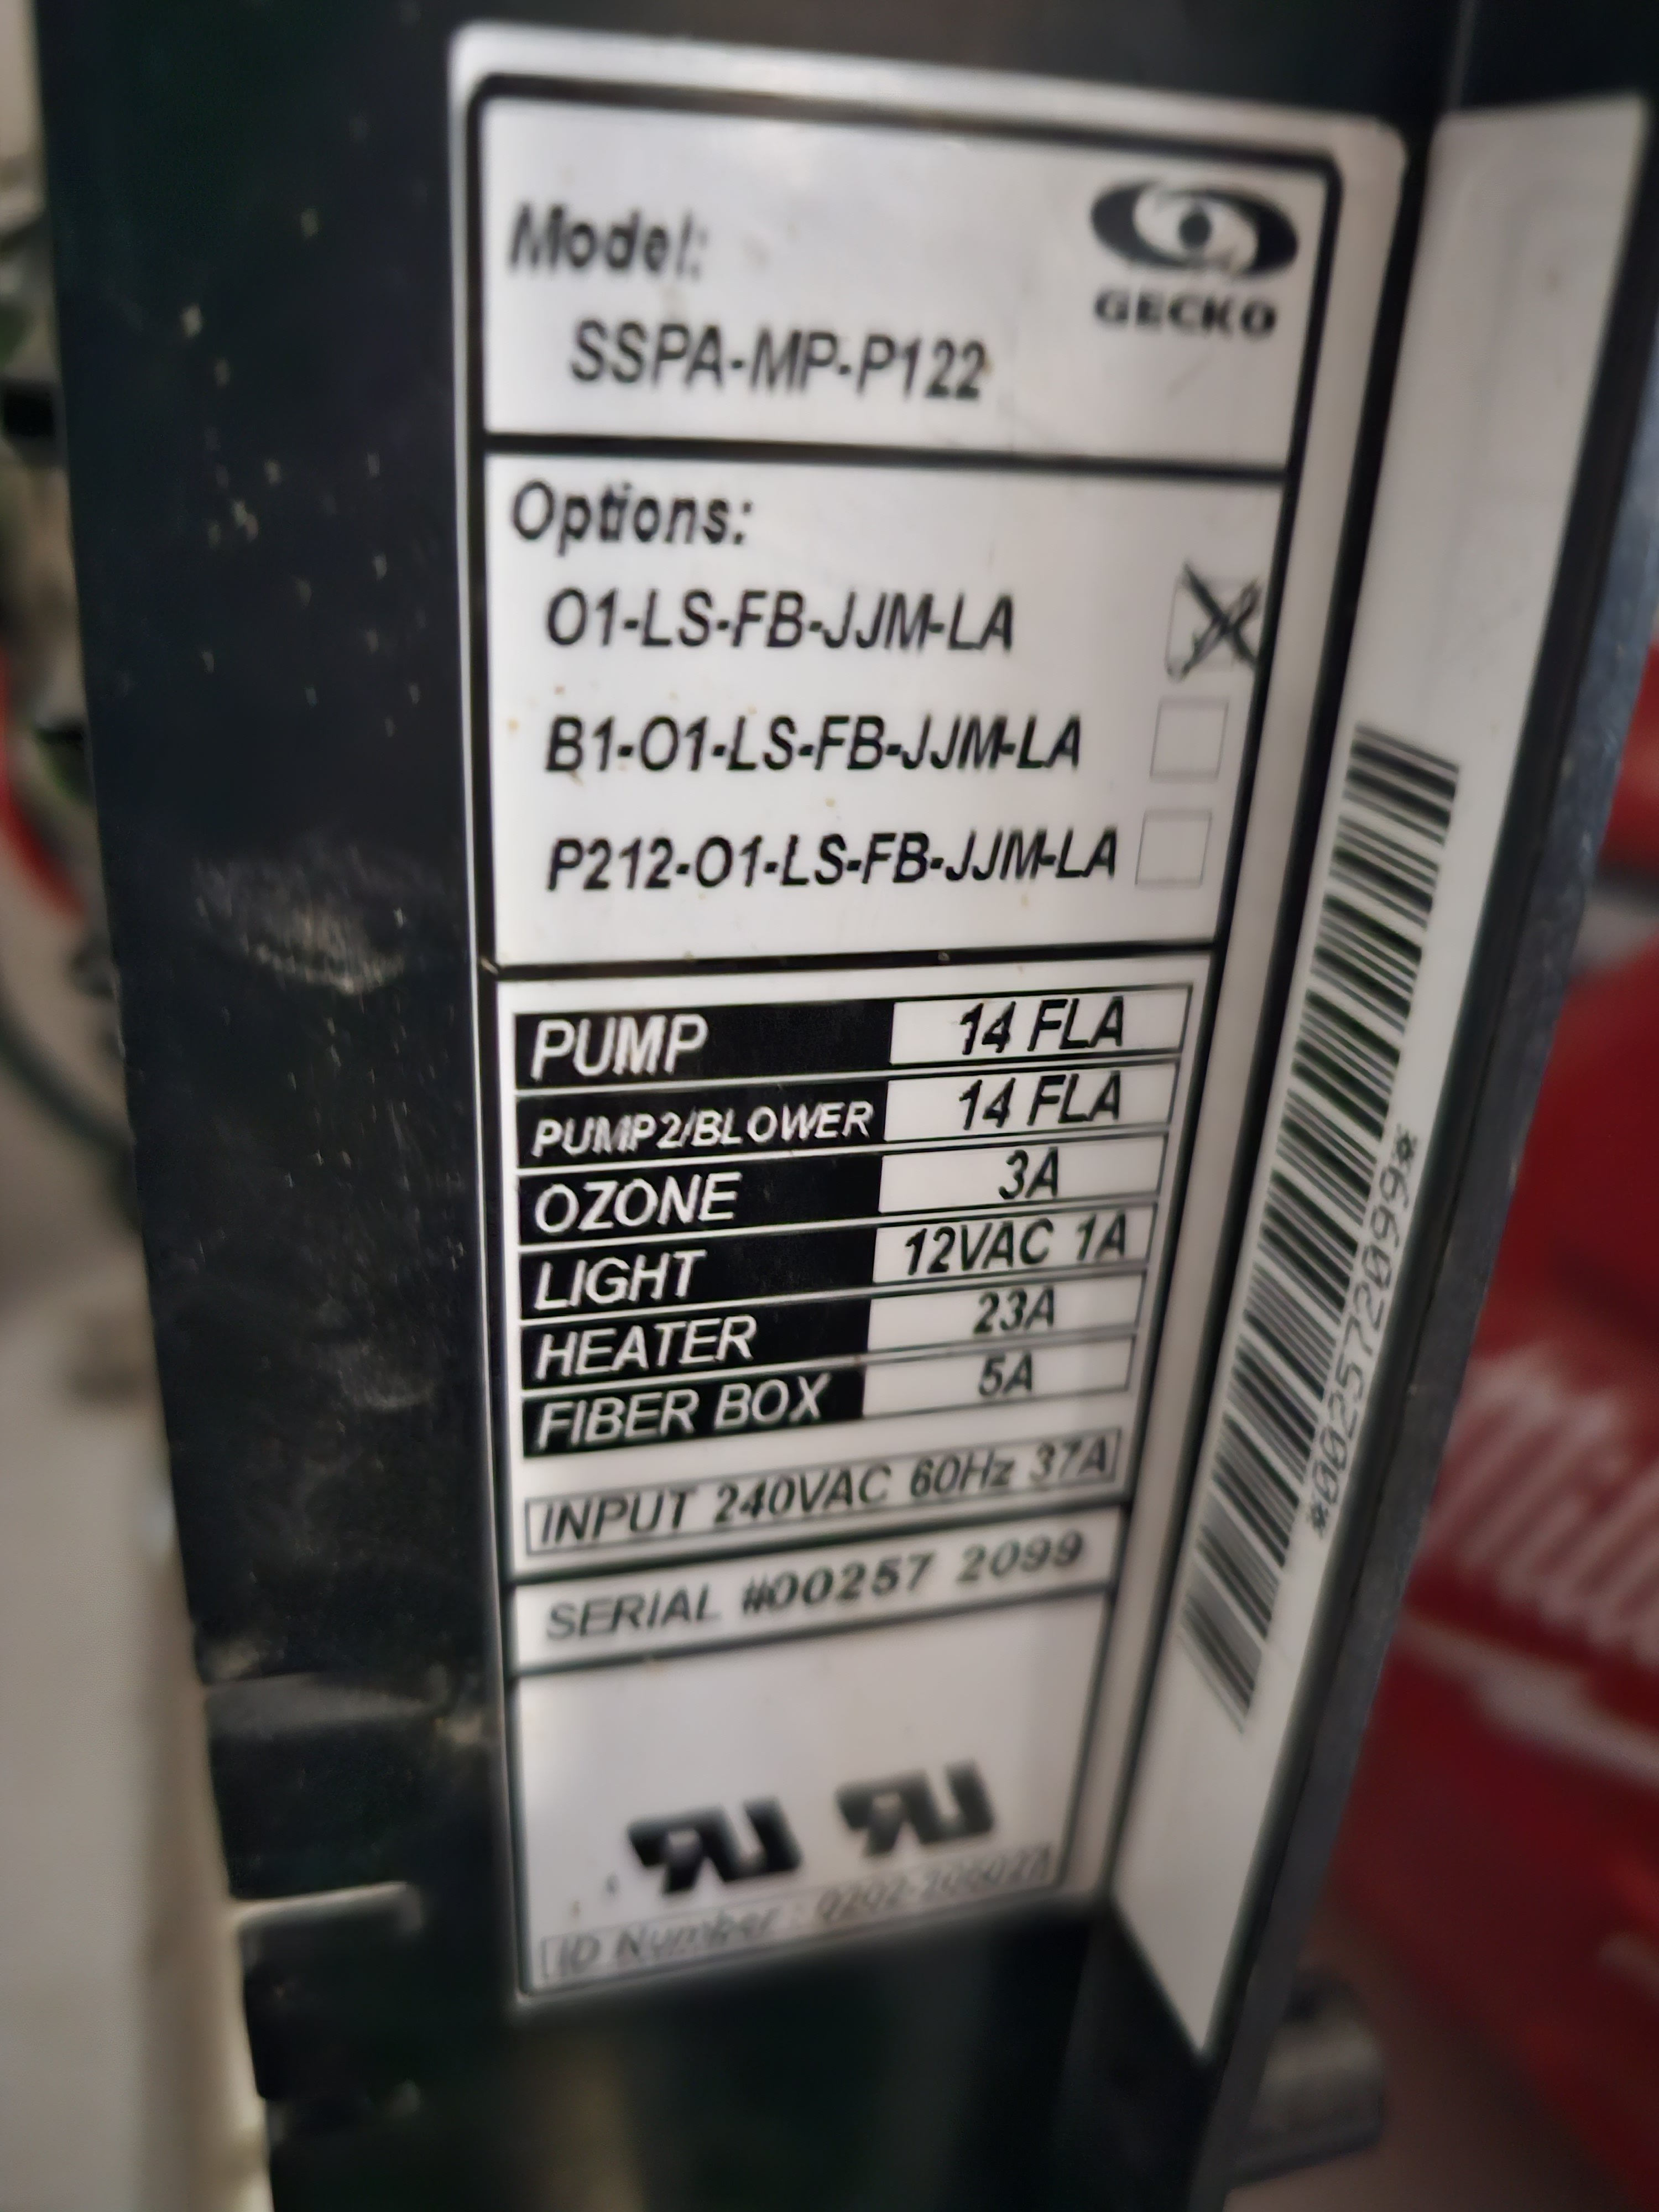 Model:
GECKO
SSPA-MP-P122
Options:
O1-LS-FB-JJM-LA
B1-O1-LS-FB-JJM-LA
P212-O1-LS-FB-JJM-LA
PUMP 14 FLA
PUMP2/BLOWER 14 FLA
OZONE 3A
LIGHT 12VAC 1A
HEATER 23A
FIBER BOX 5A
INPUT 240VAC 60Hz 37A
SERIAL #00257 2099
ID Number:
*002572099*